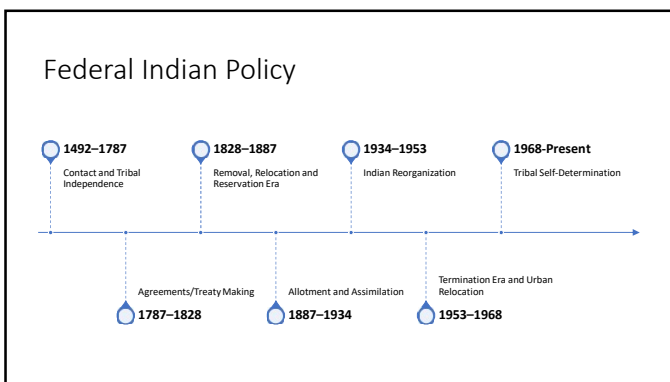 Federal Indian Policy
1492–1787
Contact and Tribal
Independence
1828–1887
Removal, Relocation and
Reservation Era
1934–1953
Indian Reorganization
1968-Present
Tribal Self-Determination
Agreements/Treaty Making
1787–1828
Allotment and Assimilation
1887–1934
Termination Era and Urban
Relocation
1953–1968